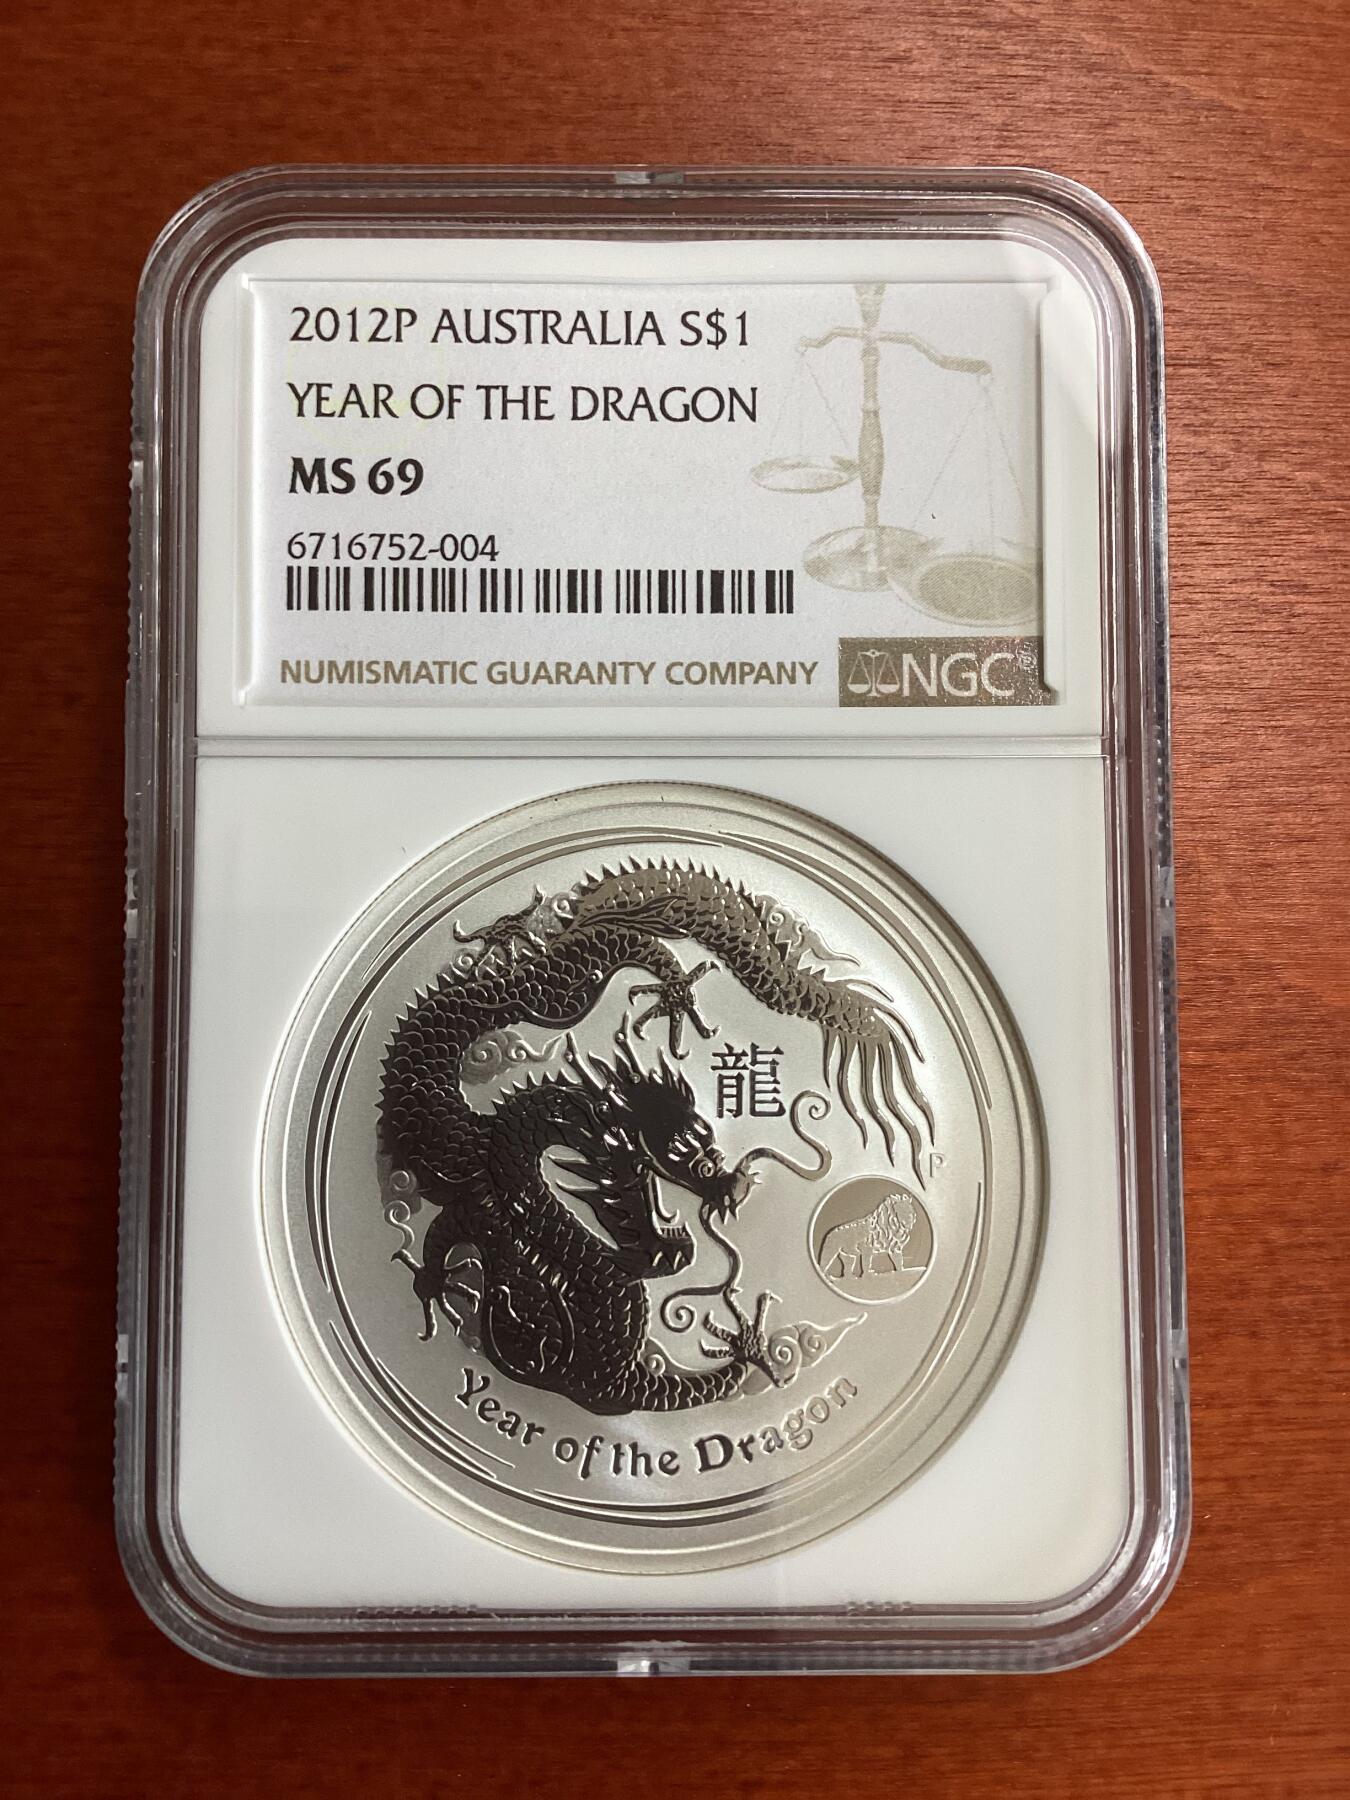 2012P AUSTRALIA S$1
YEAR OF THE DRAGON
MS 69
6716752-004
NUMISMATIC GUARANTY COMPANY
NGC®
龍
P
Year of the Dragon